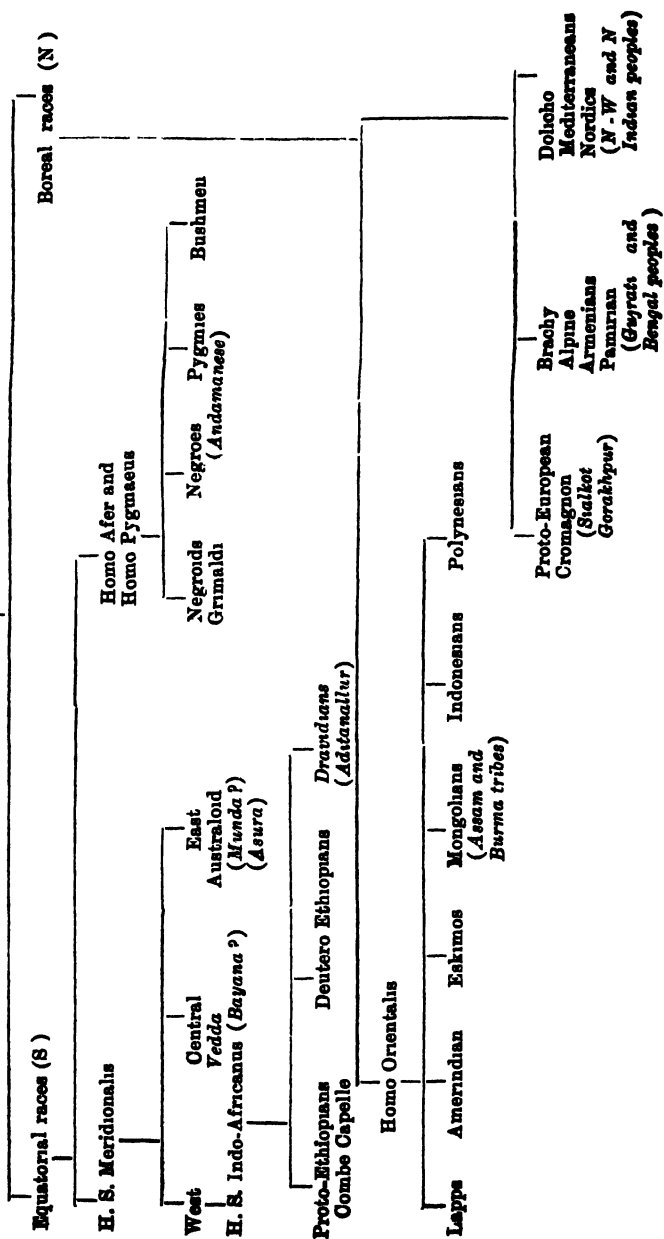 Equatorial races (S)
Boreal races (N)
H. S. Meridionalis
Homo Afer and
Homo Pygmaeus
West
Central
Vedda
East
Australoid
(Munda ?)
(Asura)
Negroids
Grimaldi
Negroes
Pygmies
(Andamanese)
Bushmen
H. S. Indo-Africanus (Bayana ?)
Proto-Ethiopians
Combe Capelle
Deutero Ethiopians
Dravidians
(Aditanallur)
Homo Orientalis
Lapps
Amerindian
Eskimos
Mongolians
(Assam and
Burma tribes)
Indonesians
Polynesians
Proto-European
Cromagnon
(Sialkot
Gorakhpur)
Brachy
Alpine
Armenians
Pamirian
(Gujrati and
Bengal peoples)
Dolicho
Mediterraneans
Nordics
(N -W and N
Indian peoples)